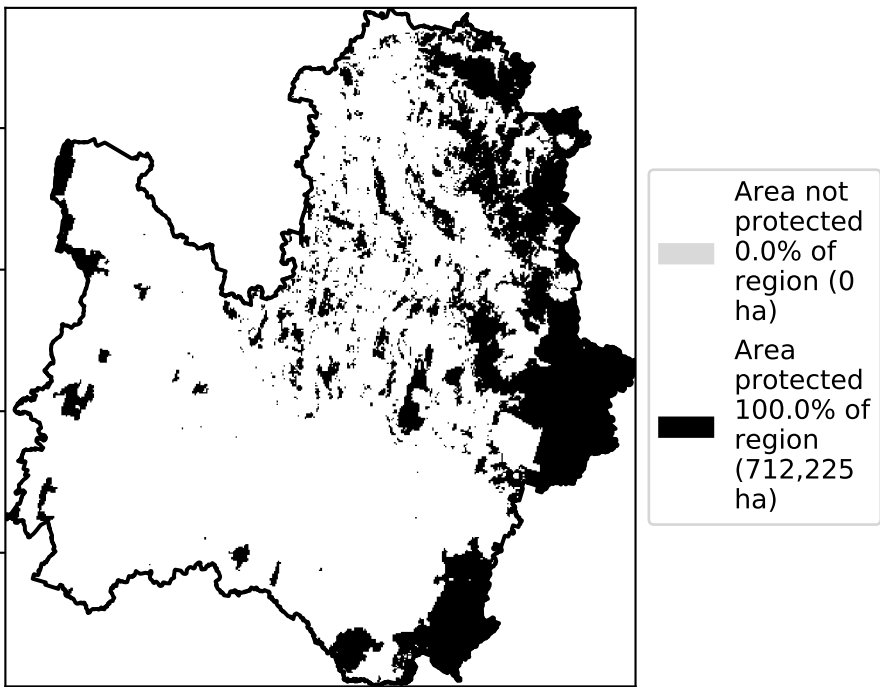 Area not
protected
0.0% of
region (0
ha)
Area
protected
100.0% of
region
(712,225
ha)